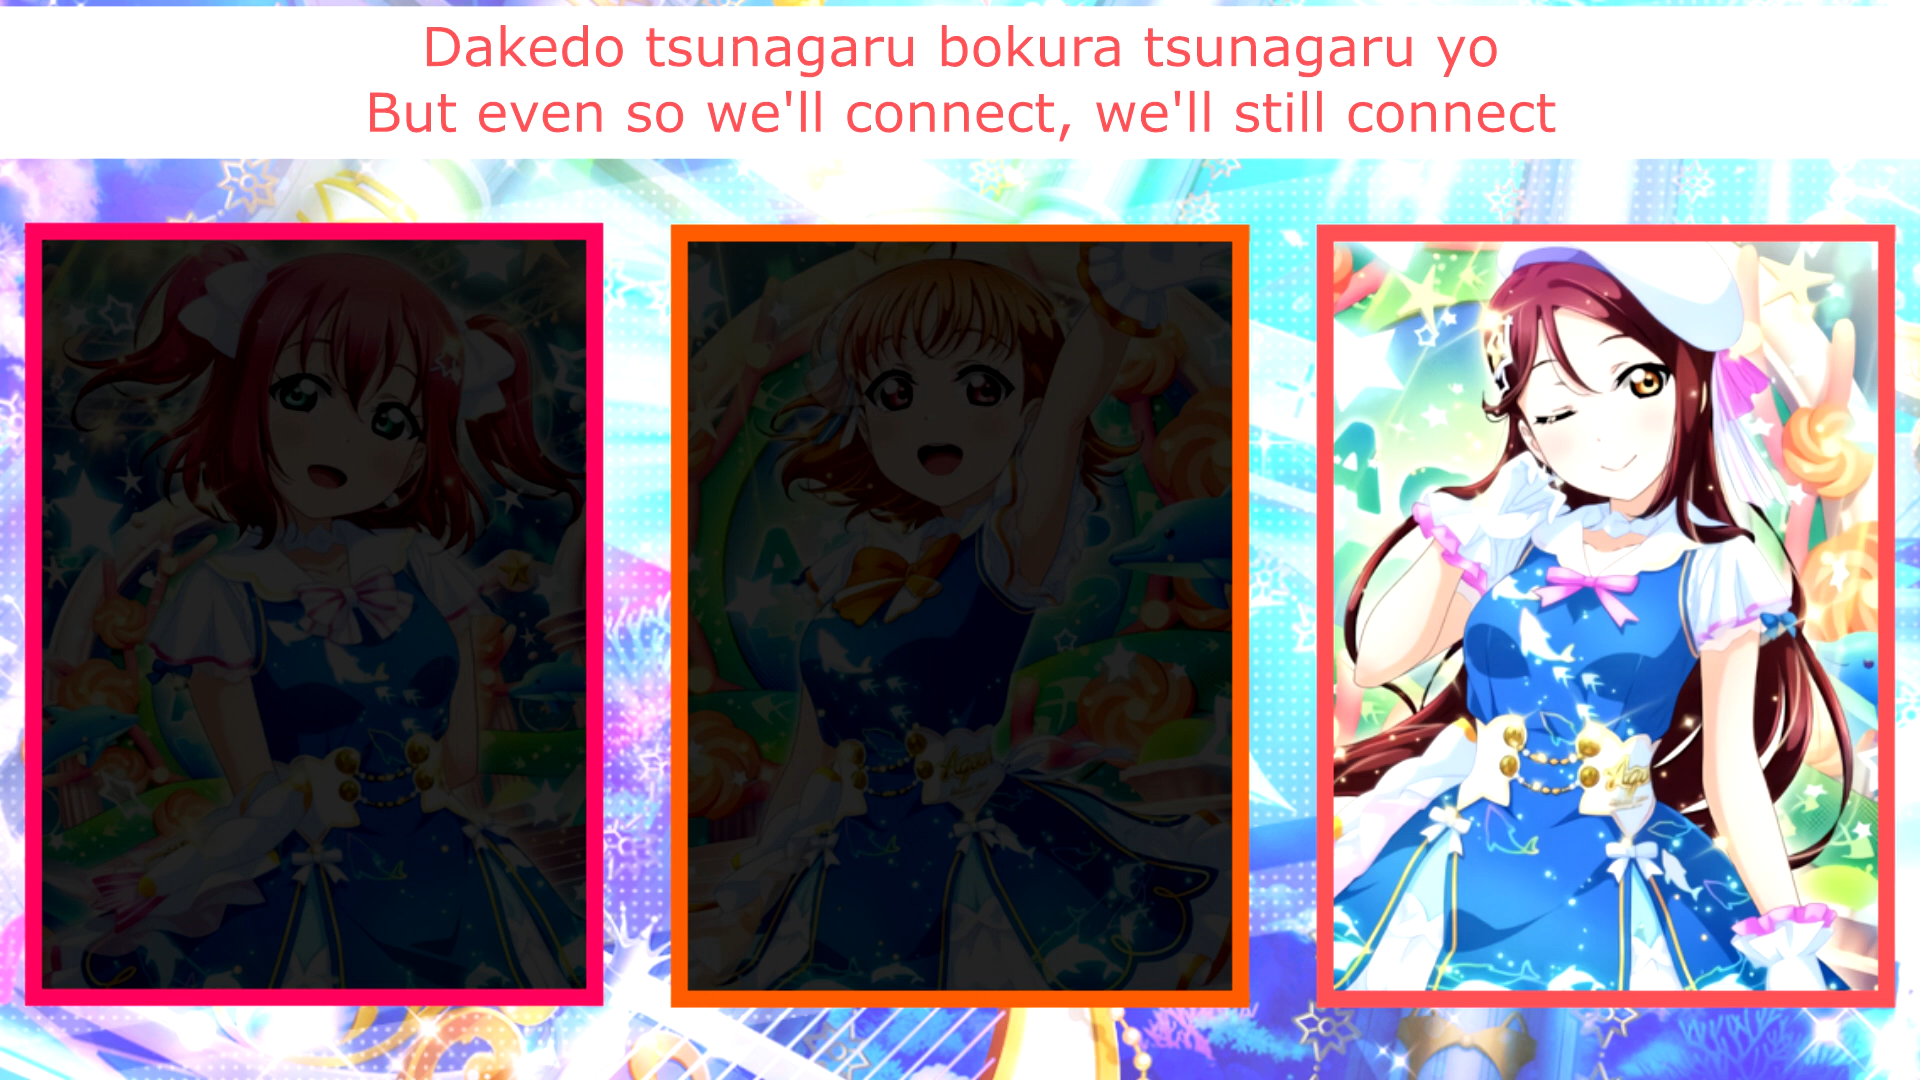 Dakedo tsunagaru bokura tsunagaru yo
But even so we'll connect, we'll still connect